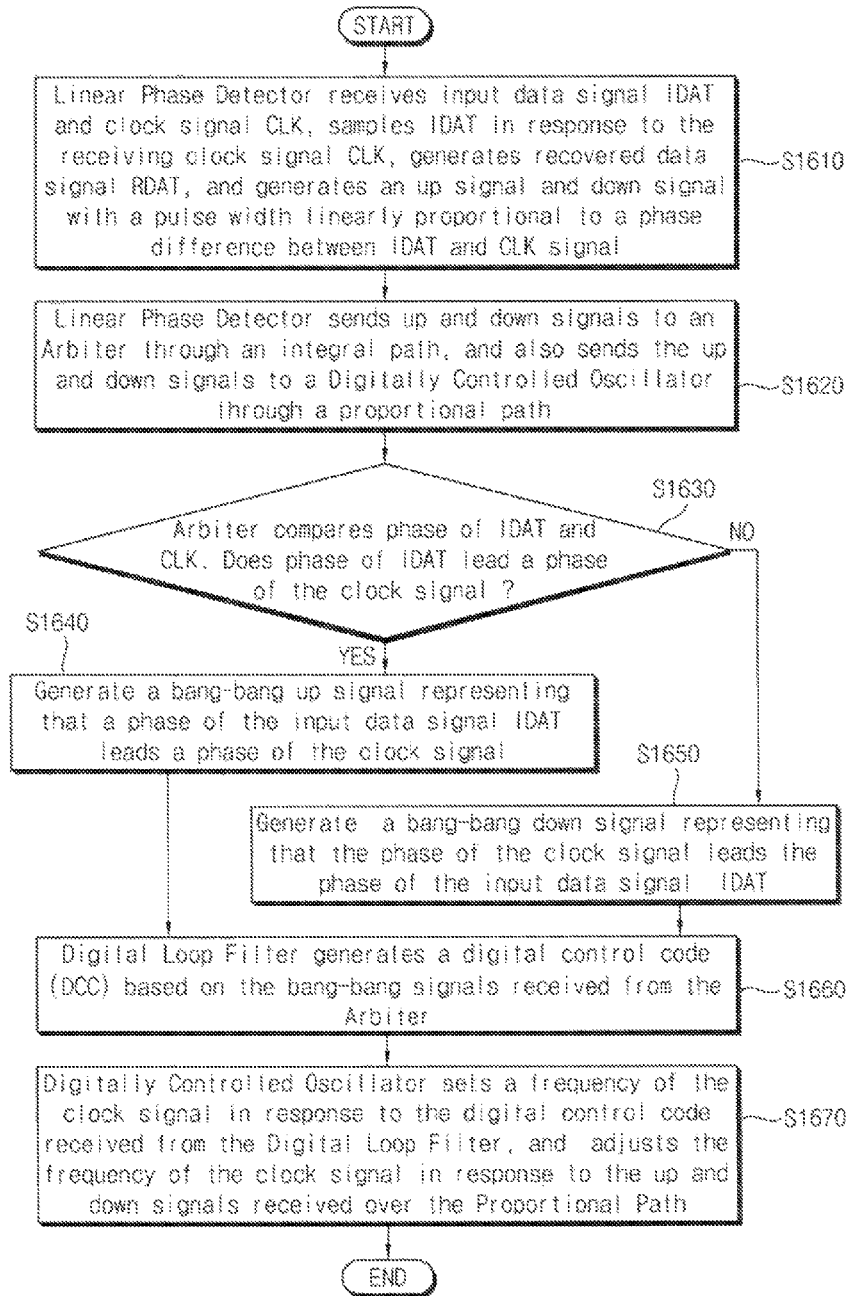 START
Linear Phase Detector receives input data signal IDAT
and clock signal CLK, samples IDAT in response to the
receiving clock signal CLK, generates recovered data
signal RDAT, and generates an up signal and down signal
with a pulse width linearly proportional to a phase
difference between IDAT and CLK signal
S1610
Linear Phase Detector sends up and down signals to an
Arbiter through an integral path, and also sends the up
and down signals to a Digitally Controlled Oscillator
through a proportional path
S1620
S1630
Arbiter compares phase of IDAT and
CLK. Does phase of IDAT lead a phase
of the clock signal ?
NO
S1640
YES
Generate a bang-bang up signal representing
that a phase of the input data signal IDAT
leads a phase of the clock signal
S1650
Generate a bang-bang down signal representing
that the phase of the clock signal leads the
phase of the input data signal IDAT
Digital Loop Filter generates a digital control code
(DCC) based on the bang-bang signals received from the
Arbiter
S1660
Digitally Controlled Oscillator sets a frequency of the
clock signal in response to the digital control code
received from the Digital Loop Filter, and adjusts the
frequency of the clock signal in response to the up and
down signals received over the Proportional Path
S1670
END